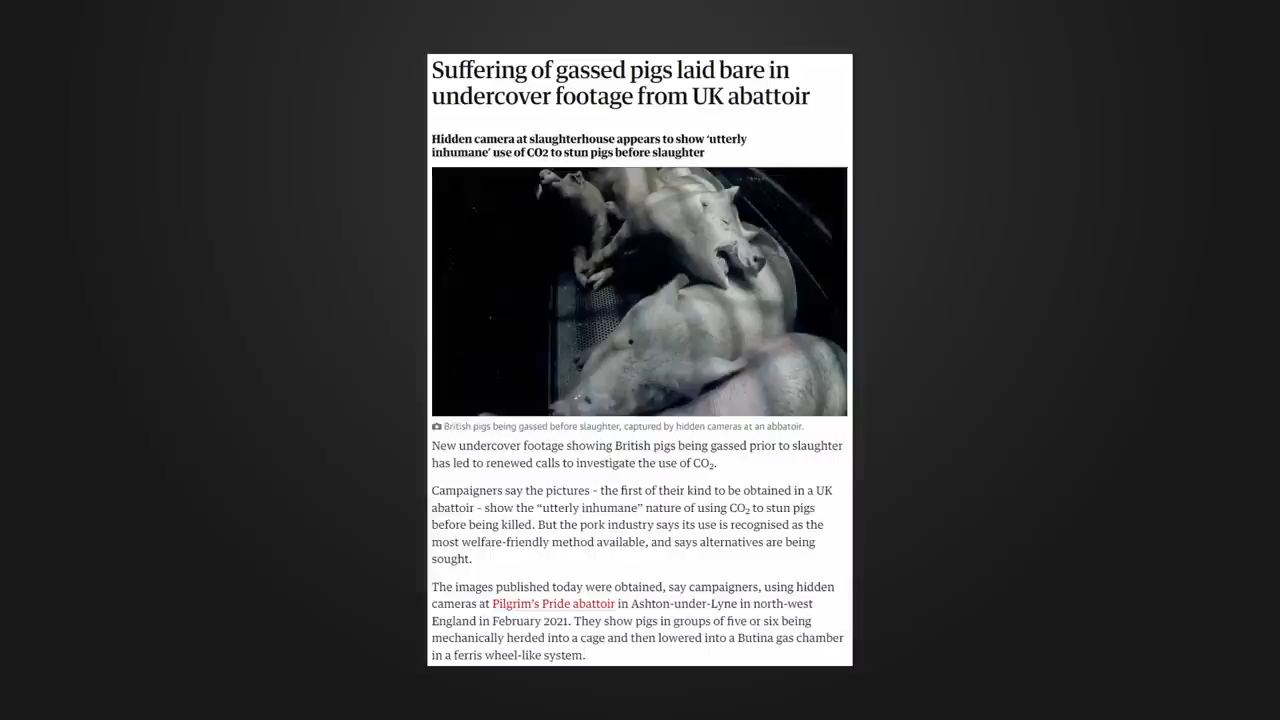 Suffering of gassed pigs laid bare in
undercover footage from UK abattoir
Hidden camera at slaughterhouse appears to show ‘utterly
inhumane’ use of CO2 to stun pigs before slaughter
British pigs being gassed before slaughter, captured by hidden cameras at an abbatoir.
New undercover footage showing British pigs being gassed prior to slaughter
has led to renewed calls to investigate the use of CO₂.
Campaigners say the pictures – the first of their kind to be obtained in a UK
abattoir – show the “utterly inhumane” nature of using CO₂ to stun pigs
before being killed. But the pork industry says its use is recognised as the
most welfare-friendly method available, and says alternatives are being
sought.
The images published today were obtained, say campaigners, using hidden
cameras at Pilgrim’s Pride abattoir in Ashton-under-Lyne in north-west
England in February 2021. They show pigs in groups of five or six being
mechanically herded into a cage and then lowered into a Butina gas chamber
in a ferris wheel-like system.